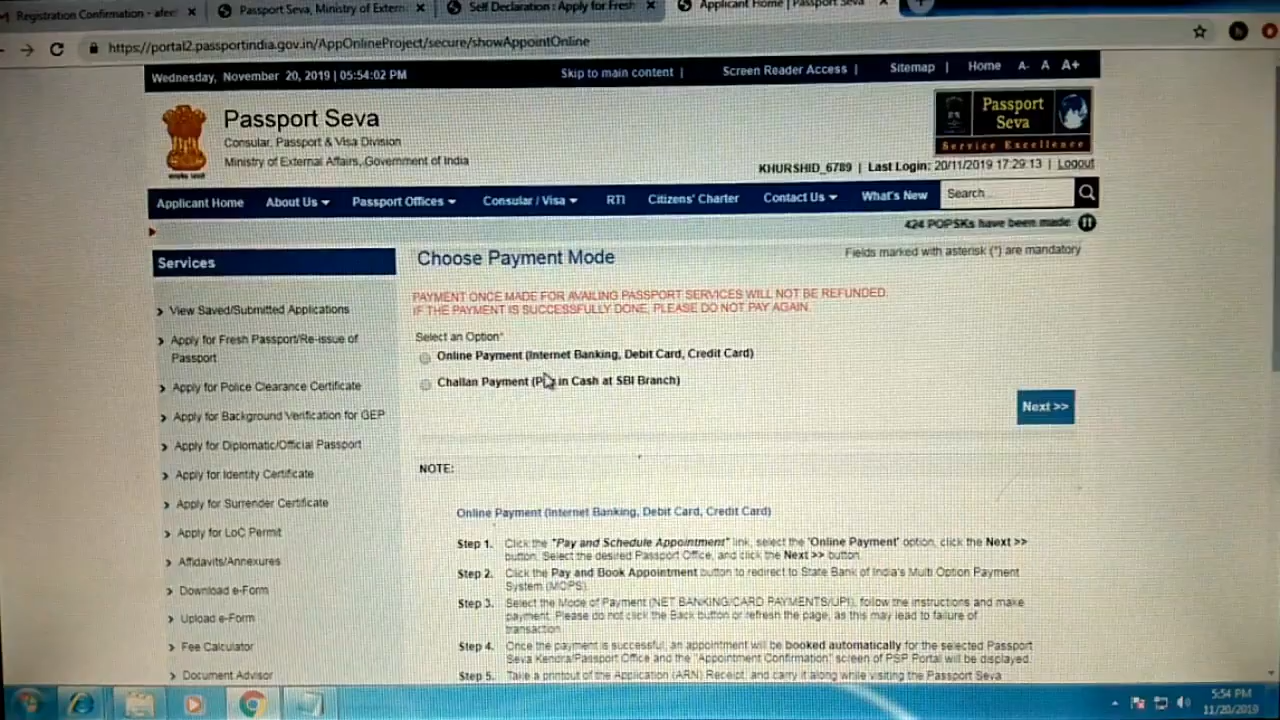 Registration Confirmation - afee
Passport Seva, Ministry of Extern
Self Declaration : Apply for Fresh
Applicant Home | Passport Seva
https://portal2.passportindia.gov.in/AppOnlineProject/secure/showAppointOnline
Wednesday, November 20, 2019 | 05:54:02 PM
Skip to main content | Screen Reader Access | Sitemap | Home A- A A+
Passport Seva
Consular, Passport & Visa Division
Ministry of External Affairs, Government of India
Passport
Seva
Service Excellence
KHURSHID_6789 | Last Login: 20/11/2019 17:29:13 | Logout
Applicant Home About Us Passport Offices Consular / Visa RTI Citizens' Charter Contact Us What's New Search...
424 POPSKs have been made
Services
Choose Payment Mode
Fields marked with asterisk (*) are mandatory
PAYMENT ONCE MADE FOR AVAILING PASSPORT SERVICES WILL NOT BE REFUNDED.
IF THE PAYMENT IS SUCCESSFULLY DONE, PLEASE DO NOT PAY AGAIN.
Select an Option*
Online Payment (Internet Banking, Debit Card, Credit Card)
Challan Payment (P in Cash at SBI Branch)
Next >>
View Saved/Submitted Applications
Apply for Fresh Passport/Re-issue of
Passport
Apply for Police Clearance Certificate
Apply for Background Verification for GEP
Apply for Diplomatic/Official Passport
Apply for Identity Certificate
Apply for Surrender Certificate
Apply for LoC Permit
Affidavits/Annexures
Download e-Form
Upload e-Form
Fee Calculator
Document Advisor
NOTE:
Online Payment (Internet Banking, Debit Card, Credit Card)
Step 1. Click the "Pay and Schedule Appointment" link, select the 'Online Payment' option, click the Next >>
button. Select the desired Passport Office, and click the Next >> button.
Step 2. Click the Pay and Book Appointment button to redirect to State Bank of India's Multi Option Payment
System (MOPS).
Step 3. Select the Mode of Payment (NET BANKING/CARD PAYMENTS/UPI), follow the instructions and make
payment. Please do not click the Back button or refresh the page, as this may lead to failure of
transaction.
Step 4. Once the payment is successful, an appointment will be booked automatically for the selected Passport
Seva Kendra/Passport Office and the "Appointment Confirmation" screen of PSP Portal will be displayed.
Step 5. Take a printout of the Application (ARN) Receipt, and carry it along while visiting the Passport Seva
5:54 PM
11/20/2019